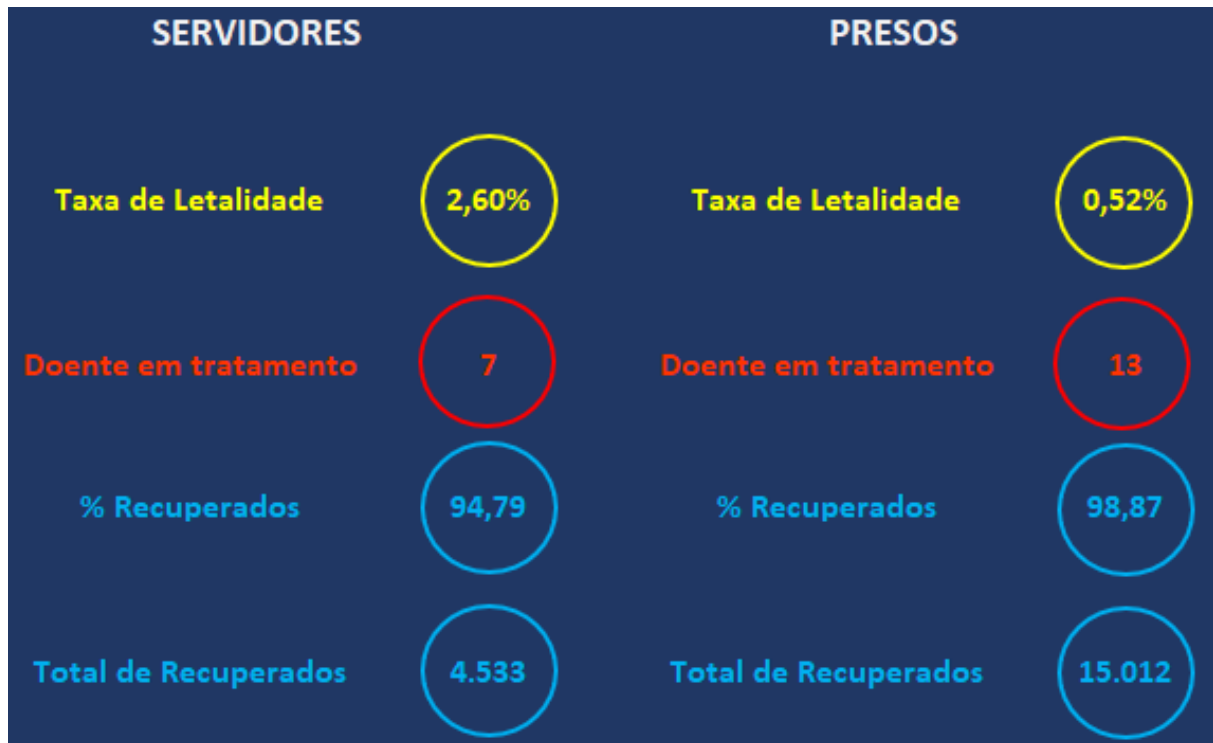 SERVIDORES
Taxa de Letalidade 2,60%
Doente em tratamento 7
% Recuperados 94,79
Total de Recuperados 4.533
PRESOS
Taxa de Letalidade 0,52%
Doente em tratamento 13
% Recuperados 98,87
Total de Recuperados 15.012